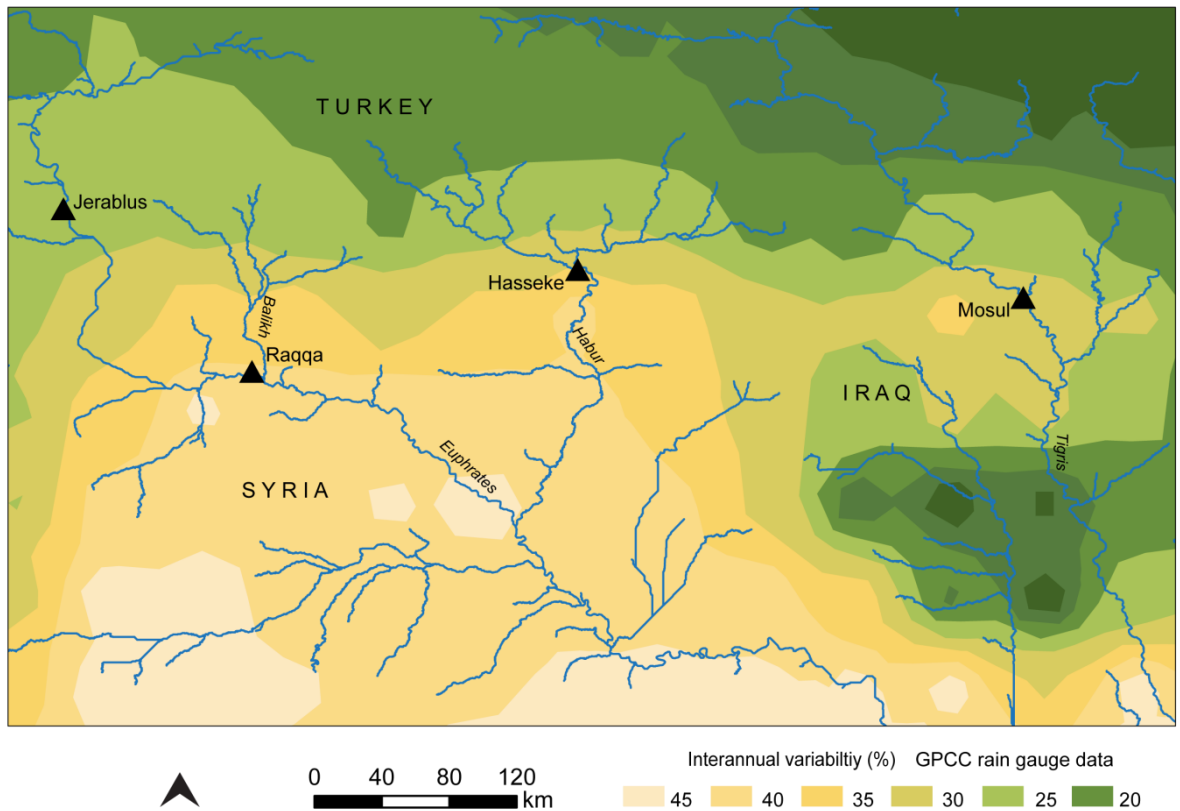 TURKEY
Jerablus
Hasseke
Mosul
Balikh
Habur
Raqqa
IRAQ
Euphrates
Tigris
SYRIA
Interannual variabiltiy (%) GPCC rain gauge data
0 40 80 120
km
45 40 35 30 25 20